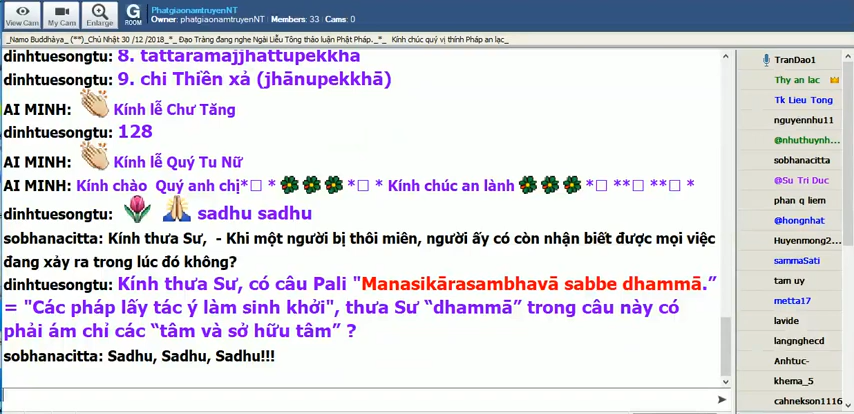 PhatgiaonamtruyenNT
Owner: phatgiaonamtruyenNT | Members: 33 | Cams: 0
View Cam
My Cam
Enlarge
G
ROOM
_Namo Buddhàya_ (**)_Chủ Nhật 30 /12 /2018_*_ Đạo Tràng đang nghe Ngài Liễu Tông thảo luận Phật Pháp._*_ Kính chúc quý vị thính Pháp an lạc_
dinhtuesongtu: 8. tattaramajjhattupekkhà
dinhtuesongtu: 9. chi Thiền xả (jhānupekkhā)
AI MINH: Kính lễ Chư Tăng
dinhtuesongtu: 128
AI MINH: Kính lễ Quý Tu Nữ
AI MINH: Kính chào Quý anh chị*□ * *□ * Kính chúc an lành *□ **□ **□ *
dinhtuesongtu: sadhu sadhu
sobhanacitta: Kính thưa Sư, - Khi một người bị thôi miên, người ấy có còn nhận biết được mọi việc
đang xảy ra trong lúc đó không?
dinhtuesongtu: Kính thưa Sư, có câu Pali "Manasikārasambhavā sabbe dhammā.”
= "Các pháp lấy tác ý làm sinh khởi", thưa Sư “dhammā” trong câu này có
phải ám chỉ các “tâm và sở hữu tâm” ?
sobhanacitta: Sadhu, Sadhu, Sadhu!!!
TranDao1
Thy an lac
Tk Lieu Tong
nguyennhu11
@nhuthuynh...
sobhanacitta
@Su Tri Duc
phan q liem
@hongnhat
Huyenmong2...
sammaSati
tam uy
metta17
lavide
langnghecd
Anhtuc-
khema_5
cahnekson1116